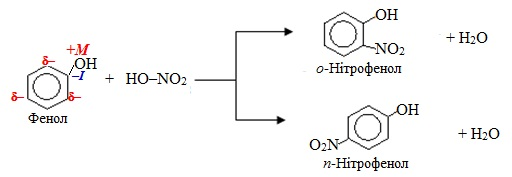 +M
OH
–I
δ–
δ–
δ–
Фенол
+ HO–NO2
OH
NO2
+ H2O
о-Нітрофенол
OH
O2N
+ H2O
п-Нітрофенол